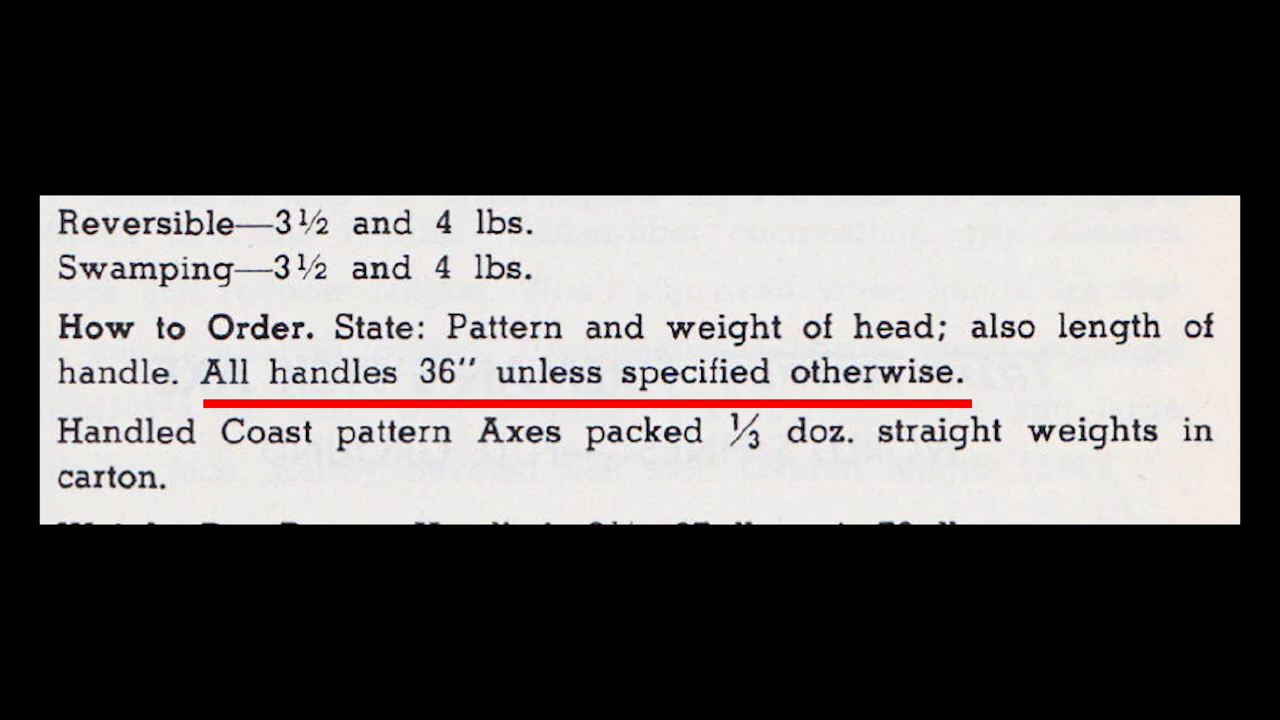 Reversible—3½ and 4 lbs.
Swamping—3½ and 4 lbs.
How to Order. State: Pattern and weight of head; also length of
handle. All handles 36″ unless specified otherwise.
Handled Coast pattern Axes packed ⅓ doz. straight weights in
carton.